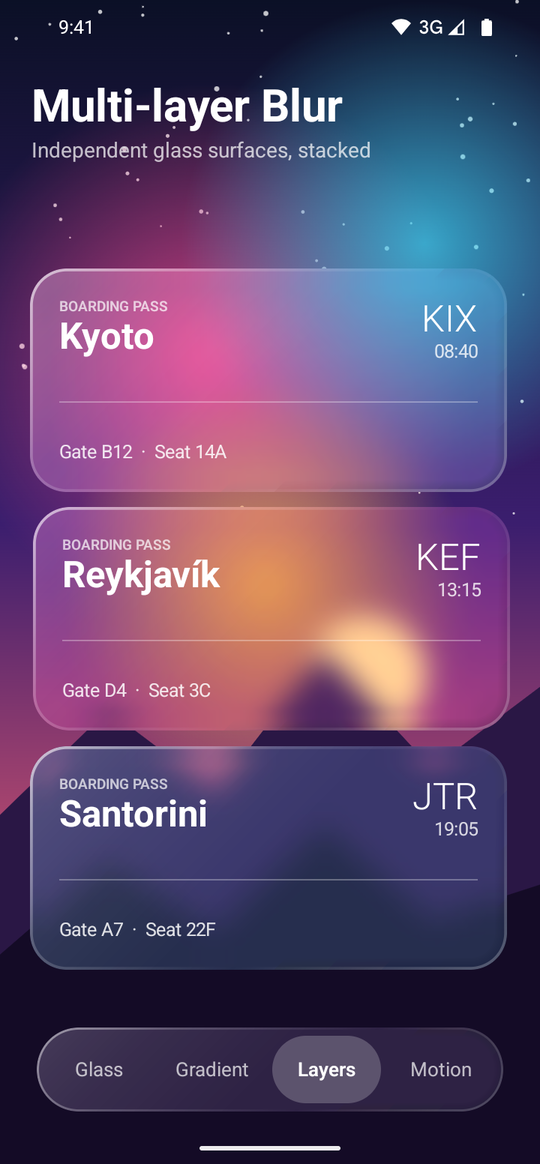 9:41
3G
Multi-layer Blur
Independent glass surfaces, stacked
BOARDING PASS
Kyoto
KIX
08:40
Gate B12 · Seat 14A
BOARDING PASS
Reykjavík
KEF
13:15
Gate D4 · Seat 3C
BOARDING PASS
Santorini
JTR
19:05
Gate A7 · Seat 22F
Glass Gradient Layers Motion